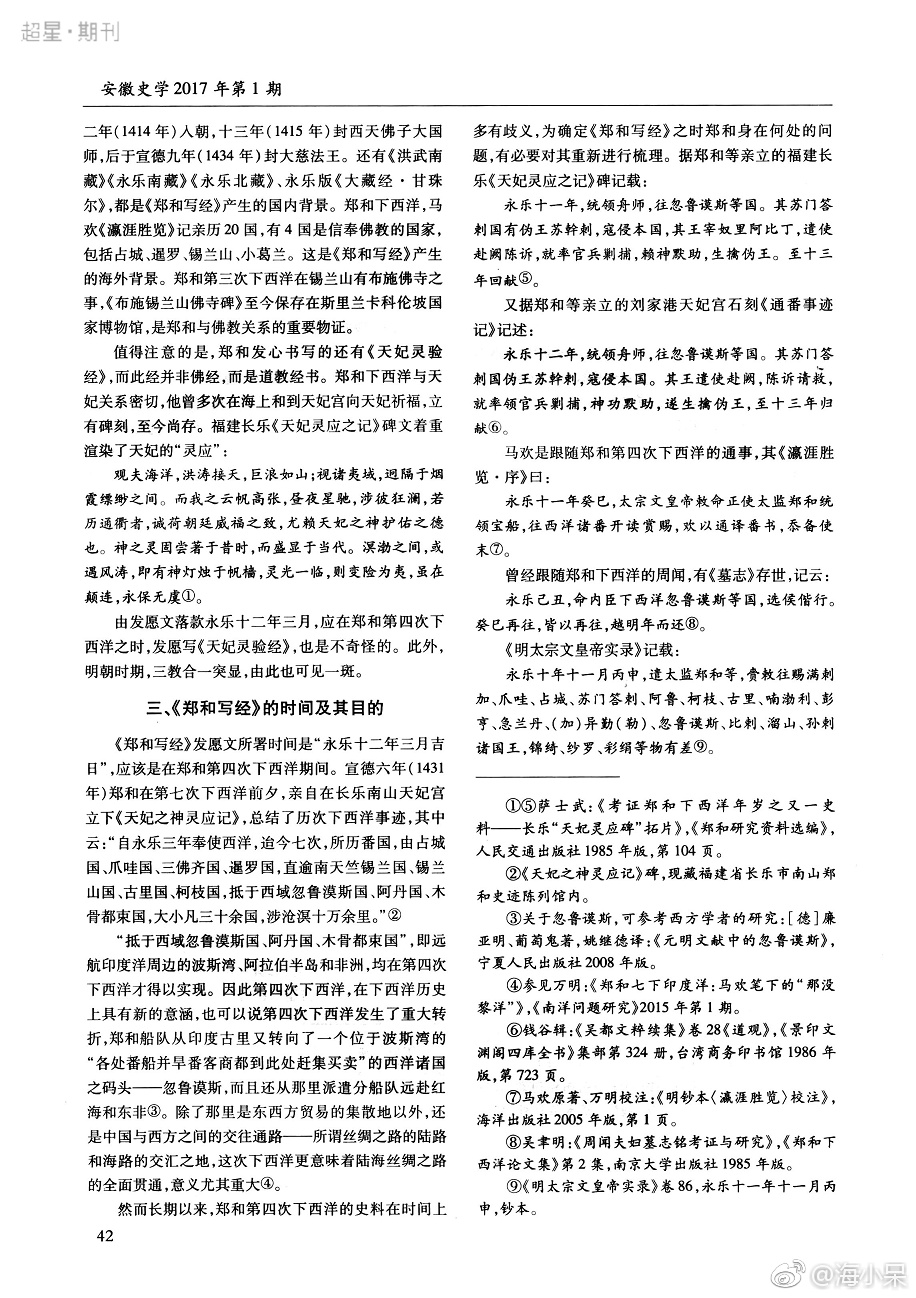 超星·期刊
安徽史学2017年第1期
二年(1414年)入朝,十三年(1415年)封西天佛子大国
师,后于宣德九年(1434年)封大慈法王。还有《洪武南
藏》《永乐南藏》《永乐北藏》、永乐版《大藏经·甘珠
尔》,都是《郑和写经》产生的国内背景。郑和下西洋,马
欢《瀛涯胜览》记亲历20国,有4国是信奉佛教的国家,
包括占城、暹罗、锡兰山、小葛兰。这是《郑和写经》产生
的海外背景。郑和第三次下西洋在锡兰山有布施佛寺之
事,《布施锡兰山佛寺碑》至今保存在斯里兰卡科伦坡国
家博物馆,是郑和与佛教关系的重要物证。
值得注意的是,郑和发心书写的还有《天妃灵验
经》,而此经并非佛经,而是道教经书。郑和下西洋与天
妃关系密切,他曾多次在海上和到天妃宫向天妃祈福,立
有碑刻,至今尚存。福建长乐《天妃灵应之记》碑文着重
渲染了天妃的“灵应”:
观夫海洋,洪涛接天,巨浪如山;视诸夷域,迥隔于烟
霞缥缈之间。而我之云帆高张,昼夜星驰,涉彼狂澜,若
历通衢者,诚荷朝廷威福之致,尤赖天妃之神护佑之德
也。神之灵固尝著于昔时,而盛显于当代。溟渤之间,或
遇风涛,即有神灯烛于帆樯,灵光一临,则变险为夷,虽在
颠连,永保无虞①。
由发愿文落款永乐十二年三月,应在郑和第四次下
西洋之时,发愿写《天妃灵验经》,也是不奇怪的。此外,
明朝时期,三教合一突显,由此也可见一斑。
三、《郑和写经》的时间及其目的
《郑和写经》发愿文所署时间是“永乐十二年三月吉
日”,应该是在郑和第四次下西洋期间。宣德六年(1431
年)郑和在第七次下西洋前夕,亲自在长乐南山天妃宫
立下《天妃之神灵应记》,总结了历次下西洋事迹,其中
云:“自永乐三年奉使西洋,迨今七次,所历番国,由占城
国、爪哇国、三佛齐国、暹罗国,直逾南天竺锡兰国、锡兰
山国、古里国、柯枝国,抵于西域忽鲁漠斯国、阿丹国、木
骨都束国,大小凡三十余国,涉沧溟十万余里。”②
“抵于西域忽鲁漠斯国、阿丹国、木骨都束国”,即远
航印度洋周边的波斯湾、阿拉伯半岛和非洲,均在第四次
下西洋才得以实现。因此第四次下西洋,在下西洋历史
上具有新的意涵,也可以说第四次下西洋发生了重大转
折,郑和船队从印度古里又转向了一个位于波斯湾的
“各处番船并旱番客商都到此处赶集买卖”的西洋诸国
之码头——忽鲁谟斯,而且还从那里派遣分船队远赴红
海和东非③。除了那里是东西方贸易的集散地以外,还
是中国与西方之间的交往通路——所谓丝绸之路的陆路
和海路的交汇之地,这次下西洋更意味着陆海丝绸之路
的全面贯通,意义尤其重大④。
然而长期以来,郑和第四次下西洋的史料在时间上
42
多有歧义,为确定《郑和写经》之时郑和身在何处的问
题,有必要对其重新进行梳理。据郑和等亲立的福建长
乐《天妃灵应之记》碑记载:
永乐十一年,统领舟师,往忽鲁谟斯等国。其苏门答
剌国有伪王苏斡剌,寇侵本国,其王宰奴里阿比丁,遣使
赴阙陈诉,就率官兵剿捕,赖神默助,生擒伪王。至十三
年回献⑤。
又据郑和等亲立的刘家港天妃宫石刻《通番事迹
记》记述:
永乐十二年,统领舟师,往忽鲁谟斯等国。其苏门答
剌国伪王苏斡剌,寇侵本国。其王遣使赴阙,陈诉请救,
就率领官兵剿捕,神功默助,遂生擒伪王,至十三年归
献⑥。
马欢是跟随郑和第四次下西洋的通事,其《瀛涯胜
览·序》曰:
永乐十一年癸巳,太宗文皇帝敕命正使太监郑和统
领宝船,往西洋诸番开读赏赐,欢以通译番书,忝备使
末⑦。
曾经跟随郑和下西洋的周闻,有《墓志》存世,记云:
永乐己丑,命内臣下西洋忽鲁谟斯等国,选侯偕行。
癸巳再往,皆以再往,越明年而还⑧。
《明太宗文皇帝实录》记载:
永乐十年十一月丙申,遣太监郑和等,赍敕往赐满剌
加、爪哇、占城、苏门答剌、阿鲁、柯枝、古里、喃渤利、彭
亨、急兰丹、(加)异勤(勒)、忽鲁谟斯、比剌、溜山、孙剌
诸国王,锦绮、纱罗、彩绢等物有差⑨。
①⑤萨士武:《考证郑和下西洋年岁之又一史
料——长乐“天妃灵应碑”拓片》,《郑和研究资料选编》,
人民交通出版社1985年版,第104页。
②《天妃之神灵应记》碑,现藏福建省长乐市南山郑
和史迹陈列馆内。
③关于忽鲁谟斯,可参考西方学者的研究:[德]廉
亚明、葡萄鬼著,姚继德译:《元明文献中的忽鲁谟斯》,
宁夏人民出版社2008年版。
④参见万明:《郑和七下印度洋:马欢笔下的“那没
黎洋”》,《南洋问题研究》2015年第1期。
⑥钱谷辑:《吴都文粹续集》卷28《道观》,《景印文
渊阁四库全书》集部第324册,台湾商务印书馆1986年
版,第723页。
⑦马欢原著、万明校注:《明钞本〈瀛涯胜览〉校注》,
海洋出版社2005年版,第1页。
⑧吴聿明:《周闻夫妇墓志铭考证与研究》,《郑和下
西洋论文集》第2集,南京大学出版社1985年版。
⑨《明太宗文皇帝实录》卷86,永乐十一年十一月丙
申,钞本。
@海小呆